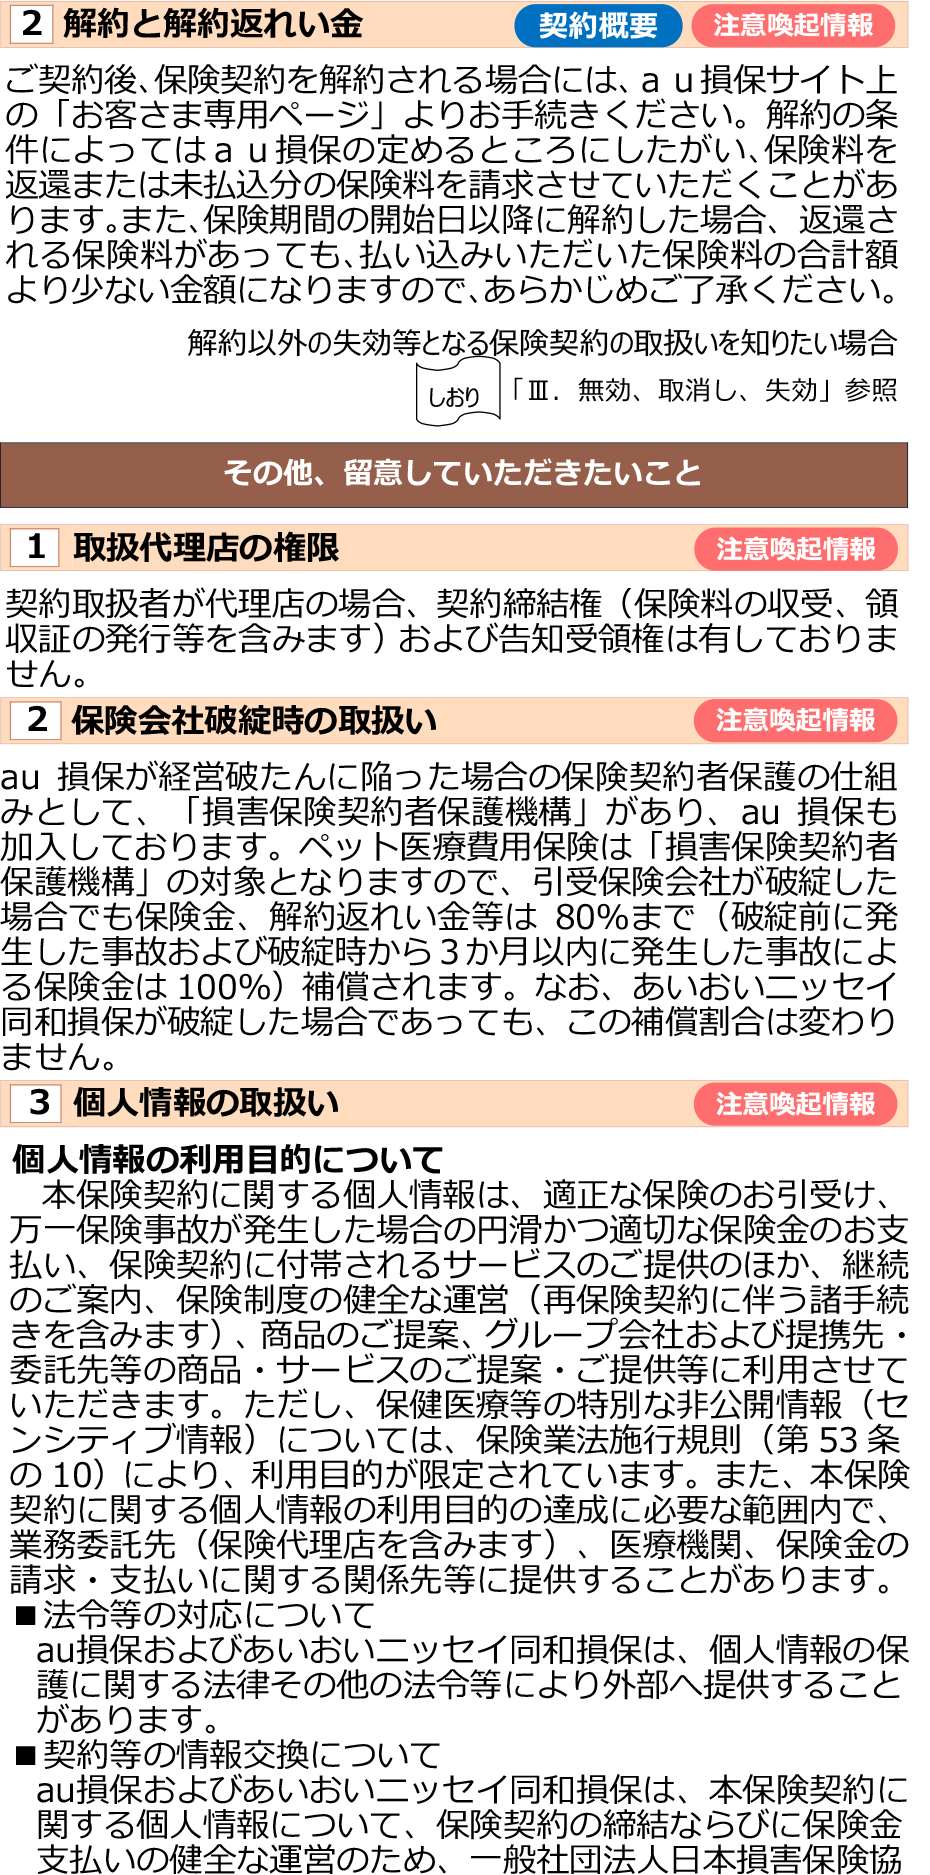 2 解約と解約返れい金 契約概要 注意喚起情報
ご契約後、保険契約を解約される場合には、ａｕ損保サイト上
の「お客さま専用ページ」よりお手続きください。解約の条
件によってはａｕ損保の定めるところにしたがい、保険料を
返還または未払込分の保険料を請求させていただくことがあ
ります。また、保険期間の開始日以降に解約した場合、返還さ
れる保険料があっても、払い込みいただいた保険料の合計額
より少ない金額になりますので、あらかじめご了承ください。
解約以外の失効等となる保険契約の取扱いを知りたい場合
しおり 「Ⅲ．無効、取消し、失効」参照
その他、留意していただきたいこと
1 取扱代理店の権限 注意喚起情報
契約取扱者が代理店の場合、契約締結権（保険料の収受、領
収証の発行等を含みます）および告知受領権は有しておりま
せん。
2 保険会社破綻時の取扱い 注意喚起情報
au 損保が経営破たんに陥った場合の保険契約者保護の仕組
みとして、「損害保険契約者保護機構」があり、au 損保も
加入しております。ペット医療費用保険は「損害保険契約者
保護機構」の対象となりますので、引受保険会社が破綻した
場合でも保険金、解約返れい金等は 80％まで（破綻前に発
生した事故および破綻時から３か月以内に発生した事故によ
る保険金は 100％）補償されます。なお、あいおいニッセイ
同和損保が破綻した場合であっても、この補償割合は変わり
ません。
3 個人情報の取扱い 注意喚起情報
個人情報の利用目的について
本保険契約に関する個人情報は、適正な保険のお引受け、
万一保険事故が発生した場合の円滑かつ適切な保険金のお支
払い、保険契約に付帯されるサービスのご提供のほか、継続
のご案内、保険制度の健全な運営（再保険契約に伴う諸手続
きを含みます）、商品のご提案、グループ会社および提携先・
委託先等の商品・サービスのご提案・ご提供等に利用させて
いただきます。ただし、保健医療等の特別な非公開情報（セ
ンシティブ情報）については、保険業法施行規則（第 53 条
の 10）により、利用目的が限定されています。また、本保険
契約に関する個人情報の利用目的の達成に必要な範囲内で、
業務委託先（保険代理店を含みます）、医療機関、保険金の
請求・支払いに関する関係先等に提供することがあります。
■法令等の対応について
au損保およびあいおいニッセイ同和損保は、個人情報の保
護に関する法律その他の法令等により外部へ提供すること
があります。
■契約等の情報交換について
au損保およびあいおいニッセイ同和損保は、本保険契約に
関する個人情報について、保険契約の締結ならびに保険金
支払いの健全な運営のため、一般社団法人日本損害保険協